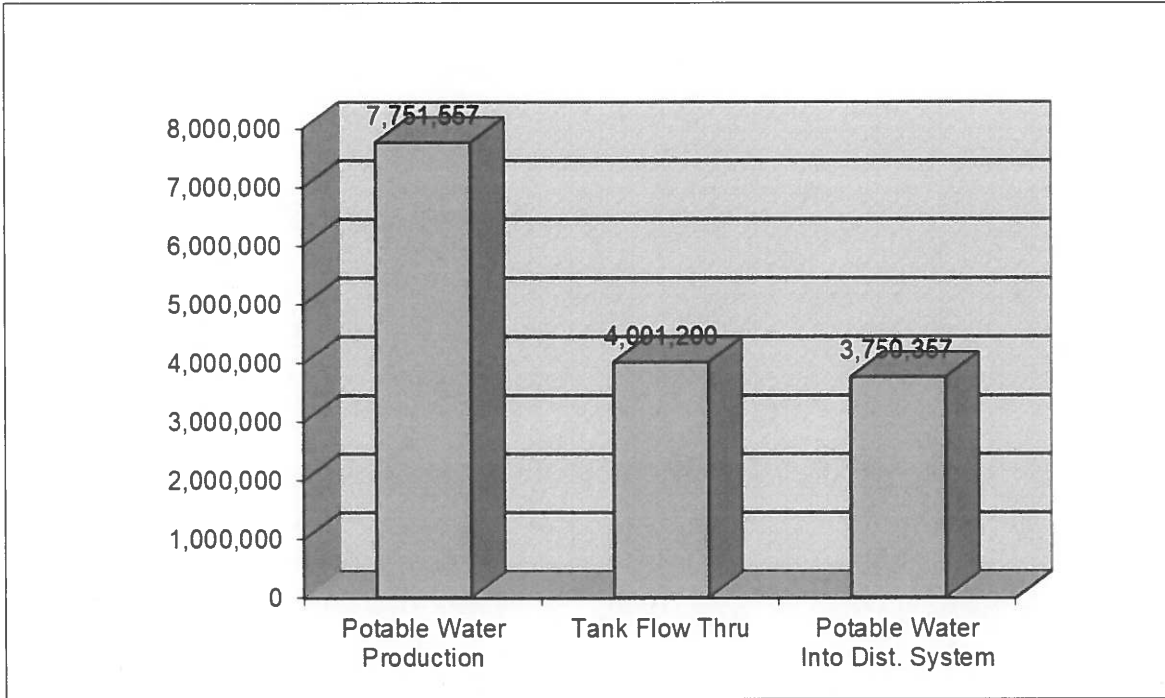 7,751,557
8,000,000
7,000,000
6,000,000
5,000,000
4,001,200
3,750,357
4,000,000
3,000,000
2,000,000
1,000,000
0
Potable Water
Production
Tank Flow Thru
Potable Water
Into Dist. System